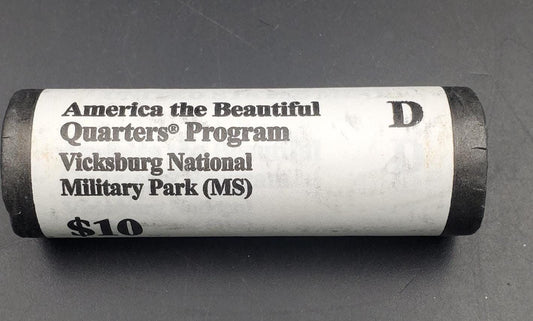 America the Beautiful
Quarters® Program
Vicksburg National
Military Park (MS)
$10
D